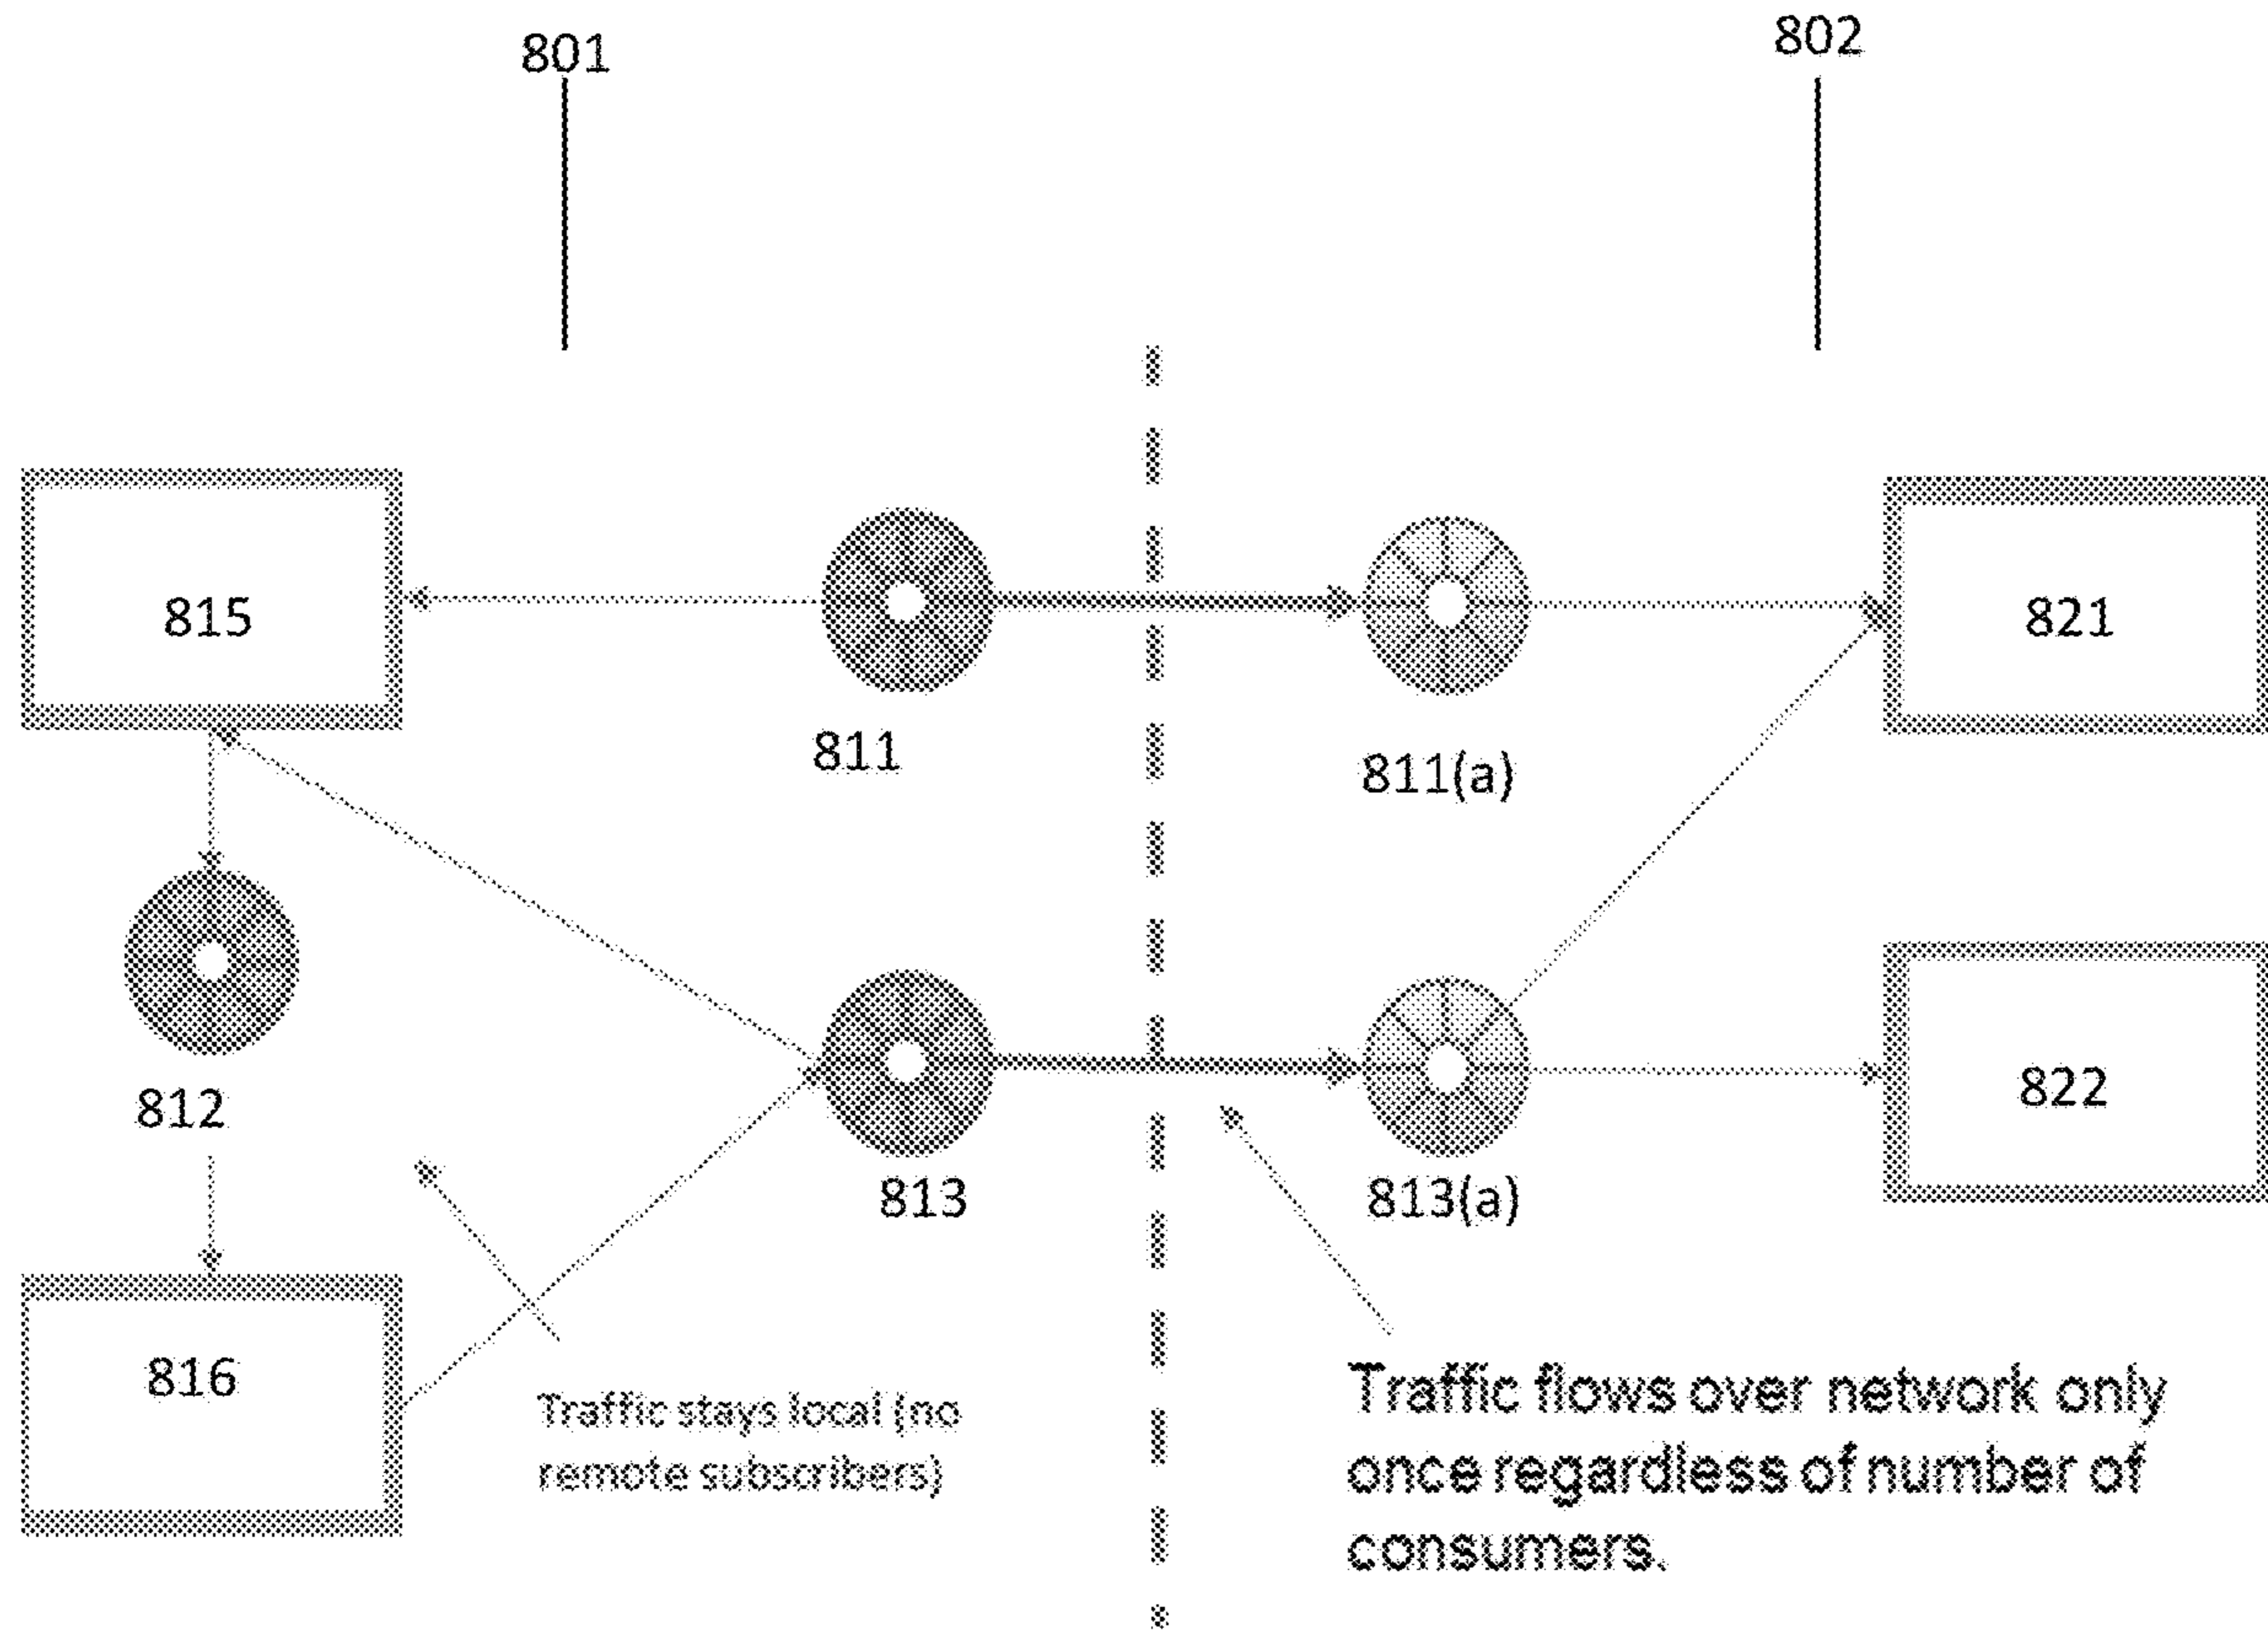 801
802
815
821
811
811(a)
812
822
813
813(a)
816
Traffic stays local (no
remote subscribers)
Traffic flows over network only
once regardless of number of
consumers.